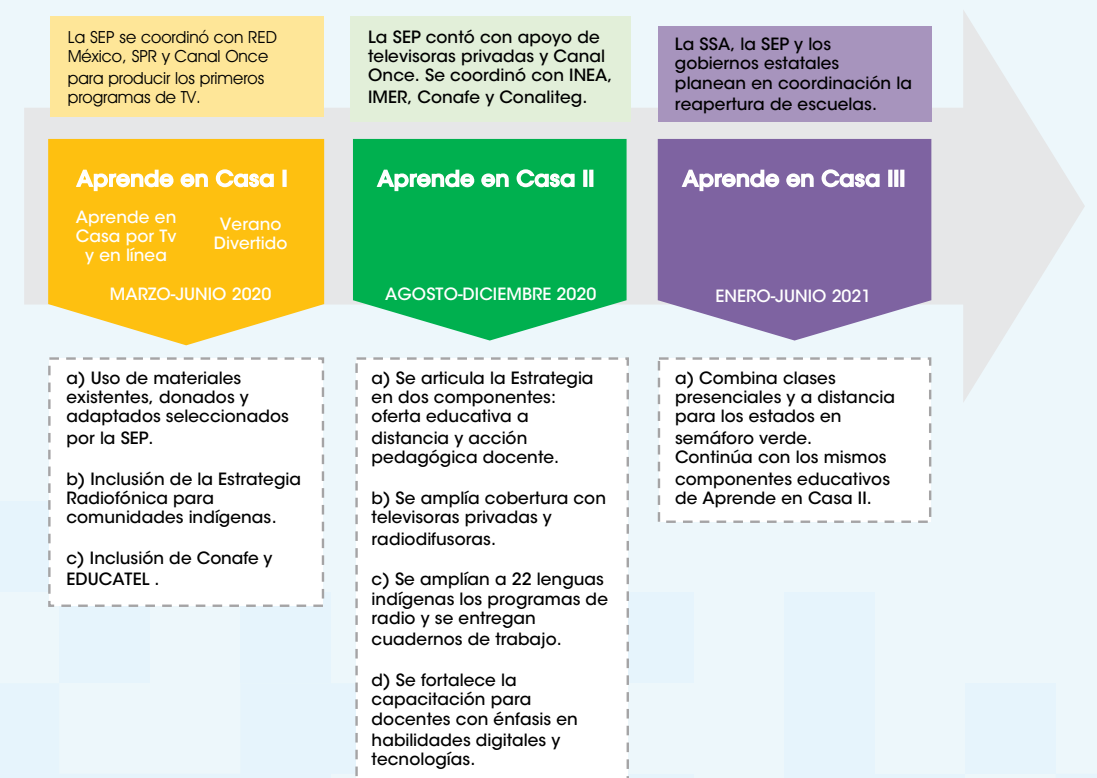 La SEP se coordinó con RED
México, SPR y Canal Once
para producir los primeros
programas de TV.
Aprende en Casa I
Aprende en
Casa por Tv
y en línea
Verano
Divertido
MARZO-JUNIO 2020
a) Uso de materiales
existentes, donados y
adaptados seleccionados
por la SEP.
b) Inclusión de la Estrategia
Radiofónica para
comunidades indígenas.
c) Inclusión de Conafe y
EDUCATEL .
La SEP contó con apoyo de
televisoras privadas y Canal
Once. Se coordinó con INEA,
IMER, Conafe y Conaliteg.
Aprende en Casa II
AGOSTO-DICIEMBRE 2020
a) Se articula la Estrategia
en dos componentes:
oferta educativa a
distancia y acción
pedagógica docente.
b) Se amplía cobertura con
televisoras privadas y
radiodifusoras.
c) Se amplían a 22 lenguas
indígenas los programas de
radio y se entregan
cuadernos de trabajo.
d) Se fortalece la
capacitación para
docentes con énfasis en
habilidades digitales y
tecnologías.
La SSA, la SEP y los
gobiernos estatales
planean en coordinación la
reapertura de escuelas.
Aprende en Casa III
ENERO-JUNIO 2021
a) Combina clases
presenciales y a distancia
para los estados en
semáforo verde.
Continúa con los mismos
componentes educativos
de Aprende en Casa II.